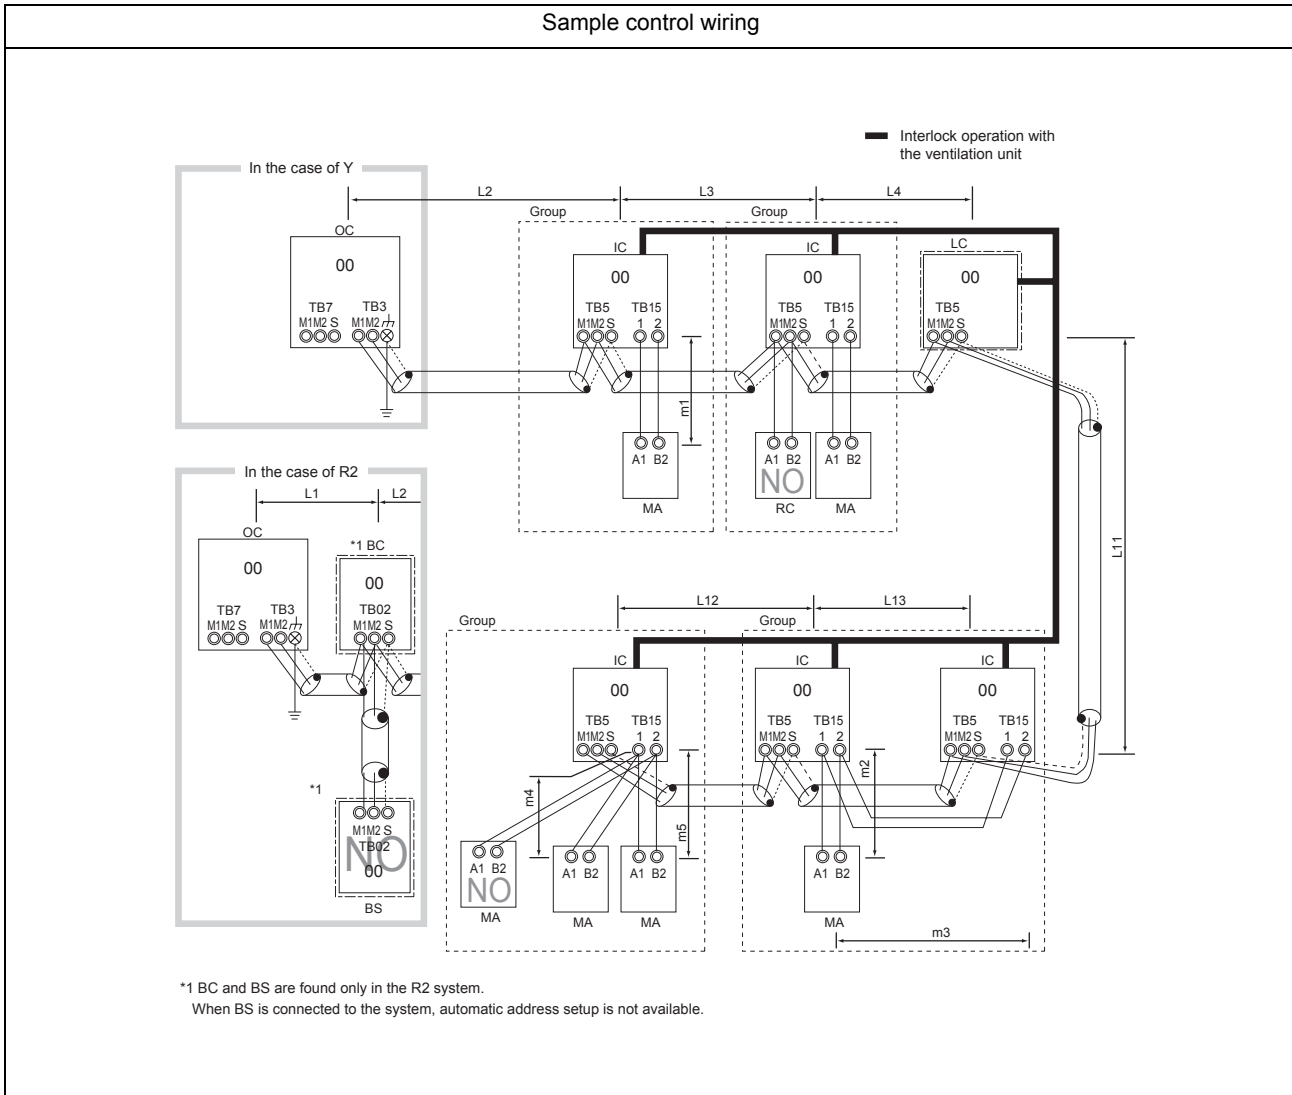 Sample control wiring
Interlock operation with
the ventilation unit
In the case of Y
L2
L3
L4
Group
Group
OC
00
TB7
TB3
M1M2 S
M1M2
IC
00
TB5
TB15
M1M2 S
1
2
IC
00
TB5
TB15
M1M2 S
1
2
LC
00
TB5
M1M2 S
m1
A1 B2
MA
A1 B2
NO
RC
A1 B2
MA
L11
In the case of R2
L1
L2
OC
00
TB7
TB3
M1M2 S
M1M2
*1 BC
00
TB02
M1M2 S
*1
M1M2 S
TB02
NO
00
BS
L12
L13
Group
Group
IC
00
TB5
TB15
M1M2 S
1
2
IC
00
TB5
TB15
M1M2 S
1
2
IC
00
TB5
TB15
M1M2 S
1
2
m4
m5
m2
A1 B2
NO
MA
A1 B2
MA
A1 B2
MA
A1 B2
MA
m3
*1 BC and BS are found only in the R2 system.
When BS is connected to the system, automatic address setup is not available.